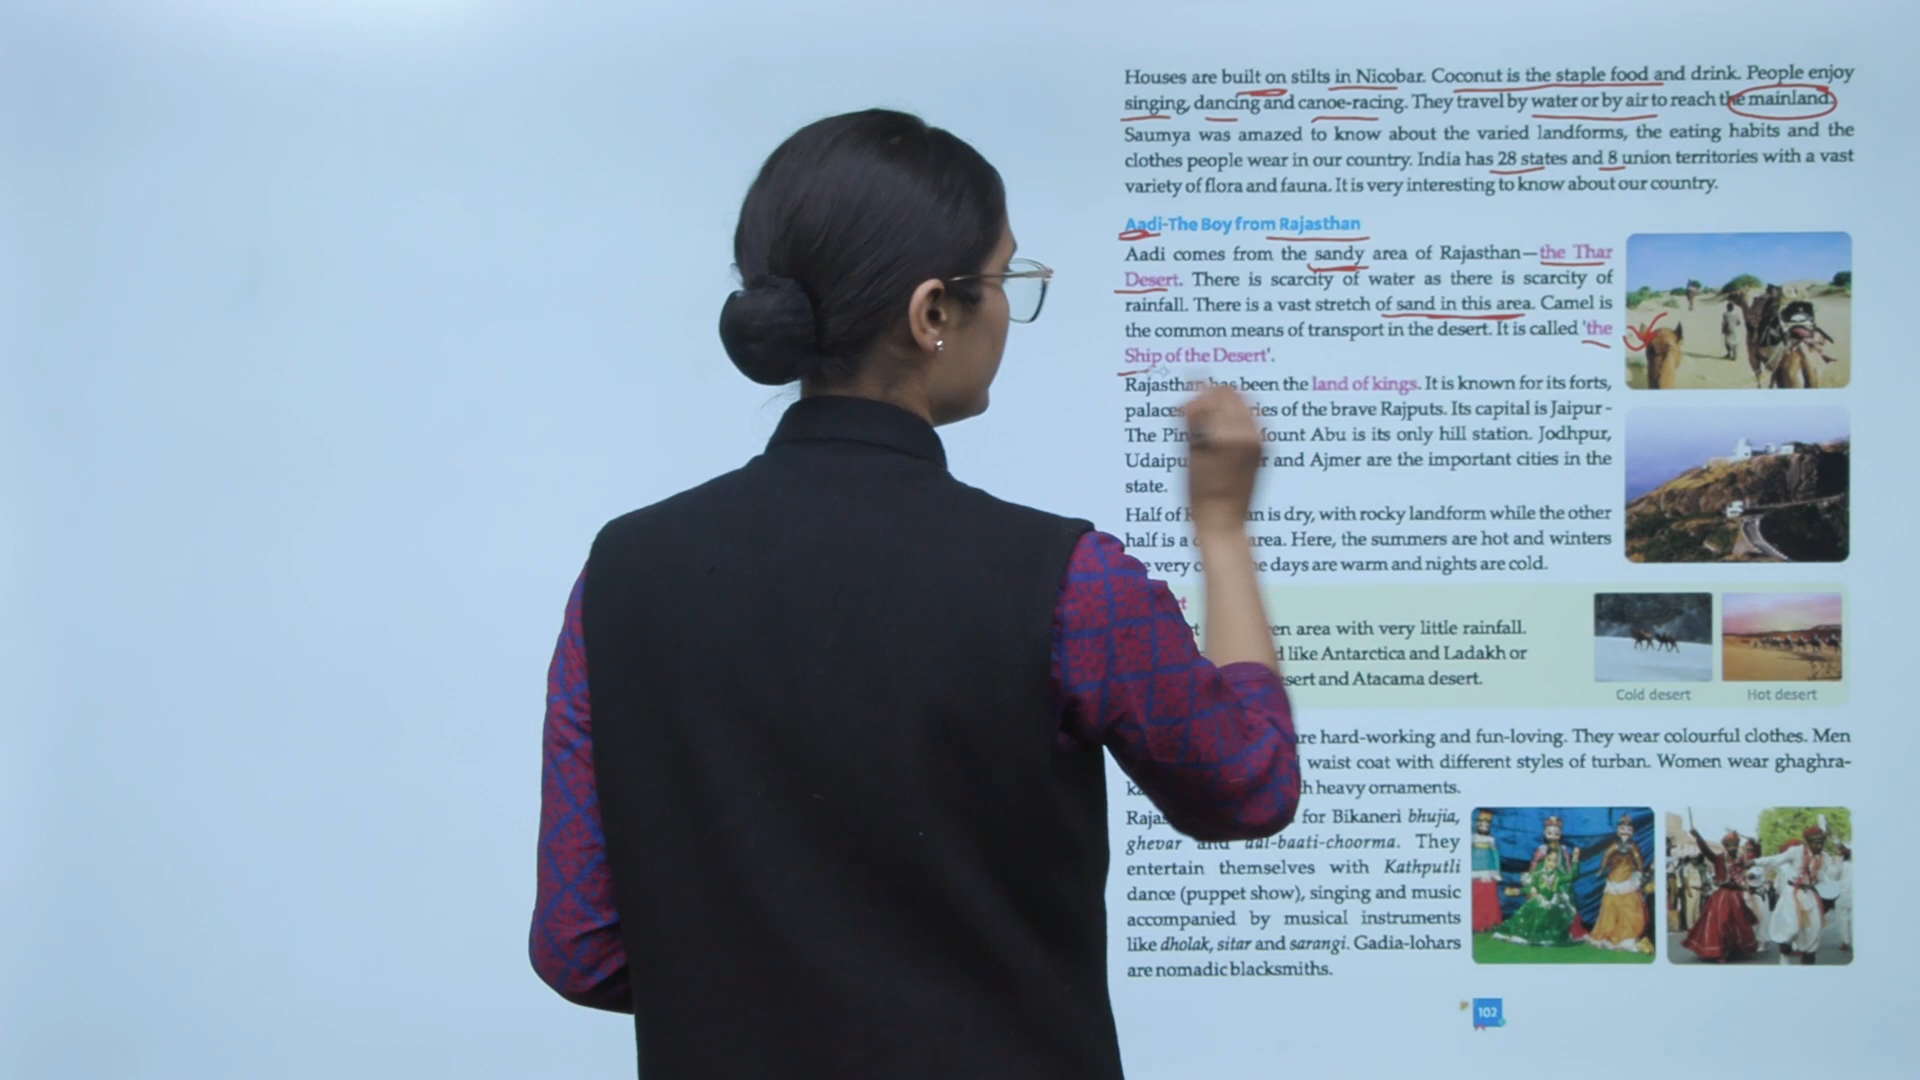 Houses are built on stilts in Nicobar. Coconut is the staple food and drink. People enjoy
singing, dancing and canoe-racing. They travel by water or by air to reach the mainland.
Saumya was amazed to know about the varied landforms, the eating habits and the
clothes people wear in our country. India has 28 states and 8 union territories with a vast
variety of flora and fauna. It is very interesting to know about our country.
Aadi-The Boy from Rajasthan
Aadi comes from the sandy area of Rajasthan—the Thar
Desert. There is scarcity of water as there is scarcity of
rainfall. There is a vast stretch of sand in this area. Camel is
the common means of transport in the desert. It is called 'the
Ship of the Desert'.
Rajasthan has been the land of kings. It is known for its forts,
palaces of the brave Rajputs. Its capital is Jaipur -
The Mount Abu is its only hill station. Jodhpur,
and Ajmer are the important cities in the
state.
Half of is dry, with rocky landform while the other
half is a area. Here, the summers are hot and winters
very days are warm and nights are cold.
area with very little rainfall.
like Antarctica and Ladakh or
and Atacama desert.
Cold desert
Hot desert
are hard-working and fun-loving. They wear colourful clothes. Men
waist coat with different styles of turban. Women wear ghaghra-
heavy ornaments.
for Bikaneri bhujia,
ghevar and dal-baati-choorma. They
entertain themselves with Kathputli
dance (puppet show), singing and music
accompanied by musical instruments
like dholak, sitar and sarangi. Gadia-lohars
are nomadic blacksmiths.
102